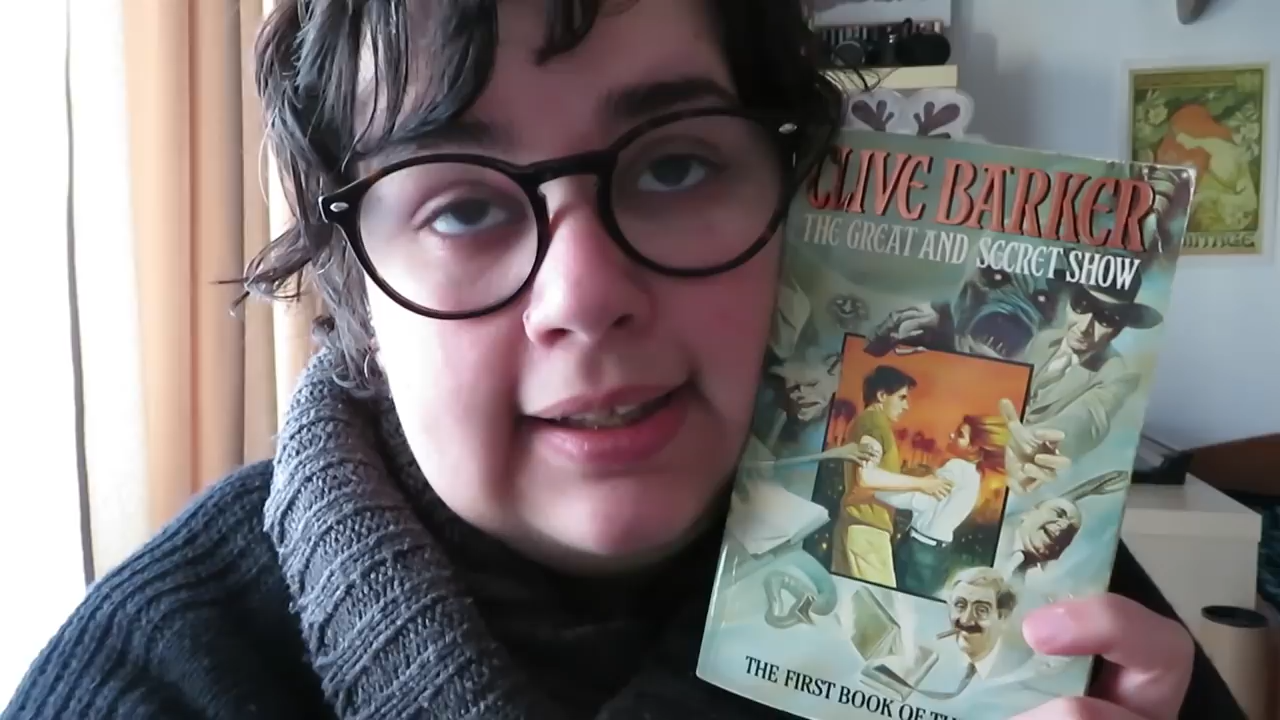 CLIVE BARKER
THE GREAT AND SECRET SHOW
THE FIRST BOOK OF